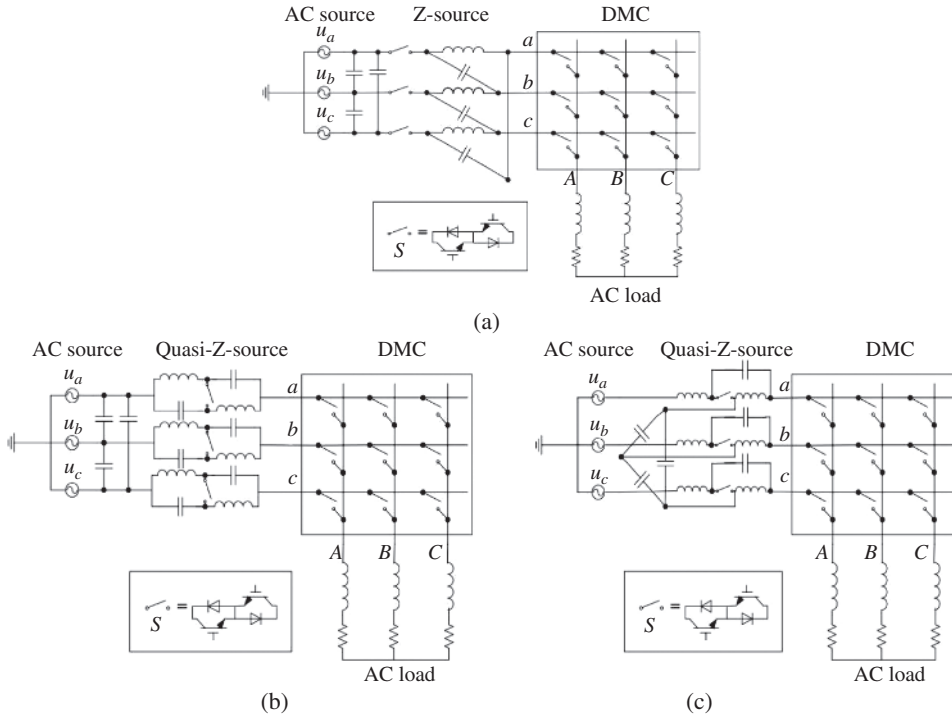 AC source Z-source DMC
u_a
u_b
u_c
a
b
c
A B C
S =
AC load
(a)
AC source Quasi-Z-source DMC
u_a
u_b
u_c
a
b
c
A B C
S =
AC load
(b)
AC source Quasi-Z-source DMC
u_a
u_b
u_c
a
b
c
A B C
S =
AC load
(c)